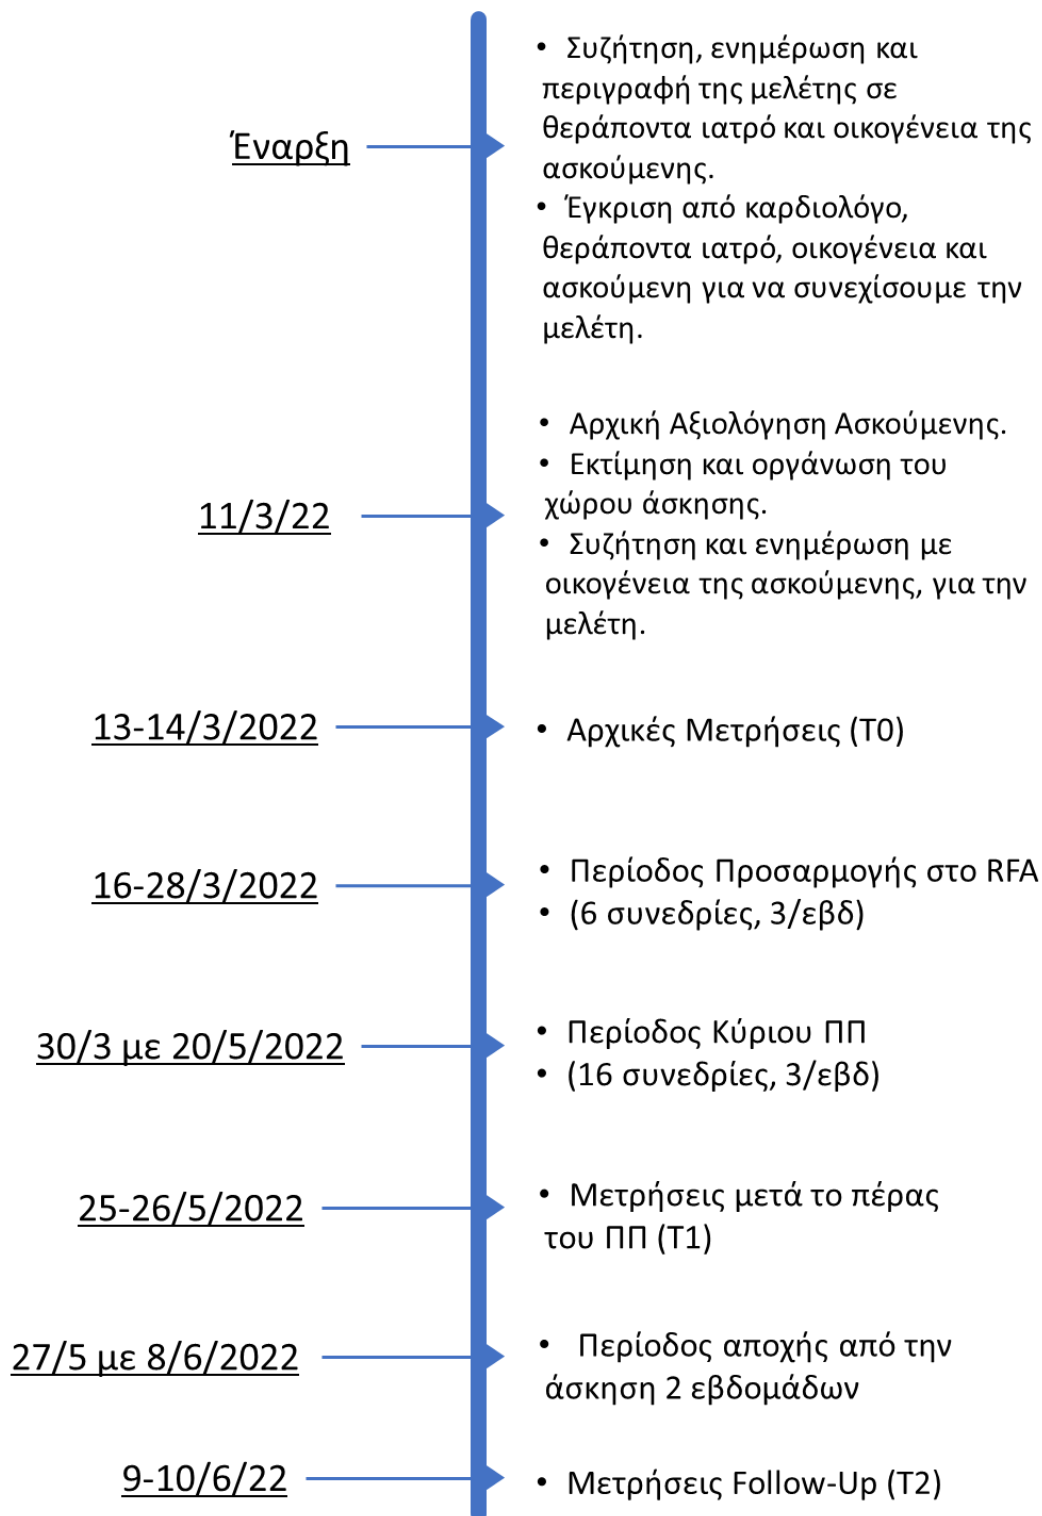 Έναρξη
• Συζήτηση, ενημέρωση και
περιγραφή της μελέτης σε
θεράποντα ιατρό και οικογένεια της
ασκούμενης.
• Έγκριση από καρδιολόγο,
θεράποντα ιατρό, οικογένεια και
ασκούμενη για να συνεχίσουμε την
μελέτη.
11/3/22
• Αρχική Αξιολόγηση Ασκούμενης.
• Εκτίμηση και οργάνωση του
χώρου άσκησης.
• Συζήτηση και ενημέρωση με
οικογένεια της ασκούμενης, για την
μελέτη.
13-14/3/2022
• Αρχικές Μετρήσεις (T0)
16-28/3/2022
• Περίοδος Προσαρμογής στο RFA
• (6 συνεδρίες, 3/εβδ)
30/3 με 20/5/2022
• Περίοδος Κύριου ΠΠ
• (16 συνεδρίες, 3/εβδ)
25-26/5/2022
• Μετρήσεις μετά το πέρας
του ΠΠ (T1)
27/5 με 8/6/2022
• Περίοδος αποχής από την
άσκηση 2 εβδομάδων
9-10/6/22
• Μετρήσεις Follow-Up (T2)